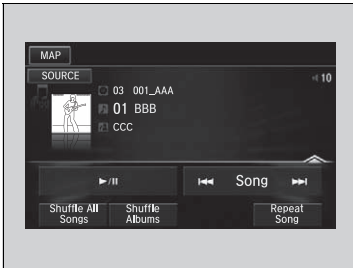 MAP
SOURCE
10
03 001_AAA
01 BBB
CCC
Song
Shuffle All Songs
Shuffle Albums
Repeat Song